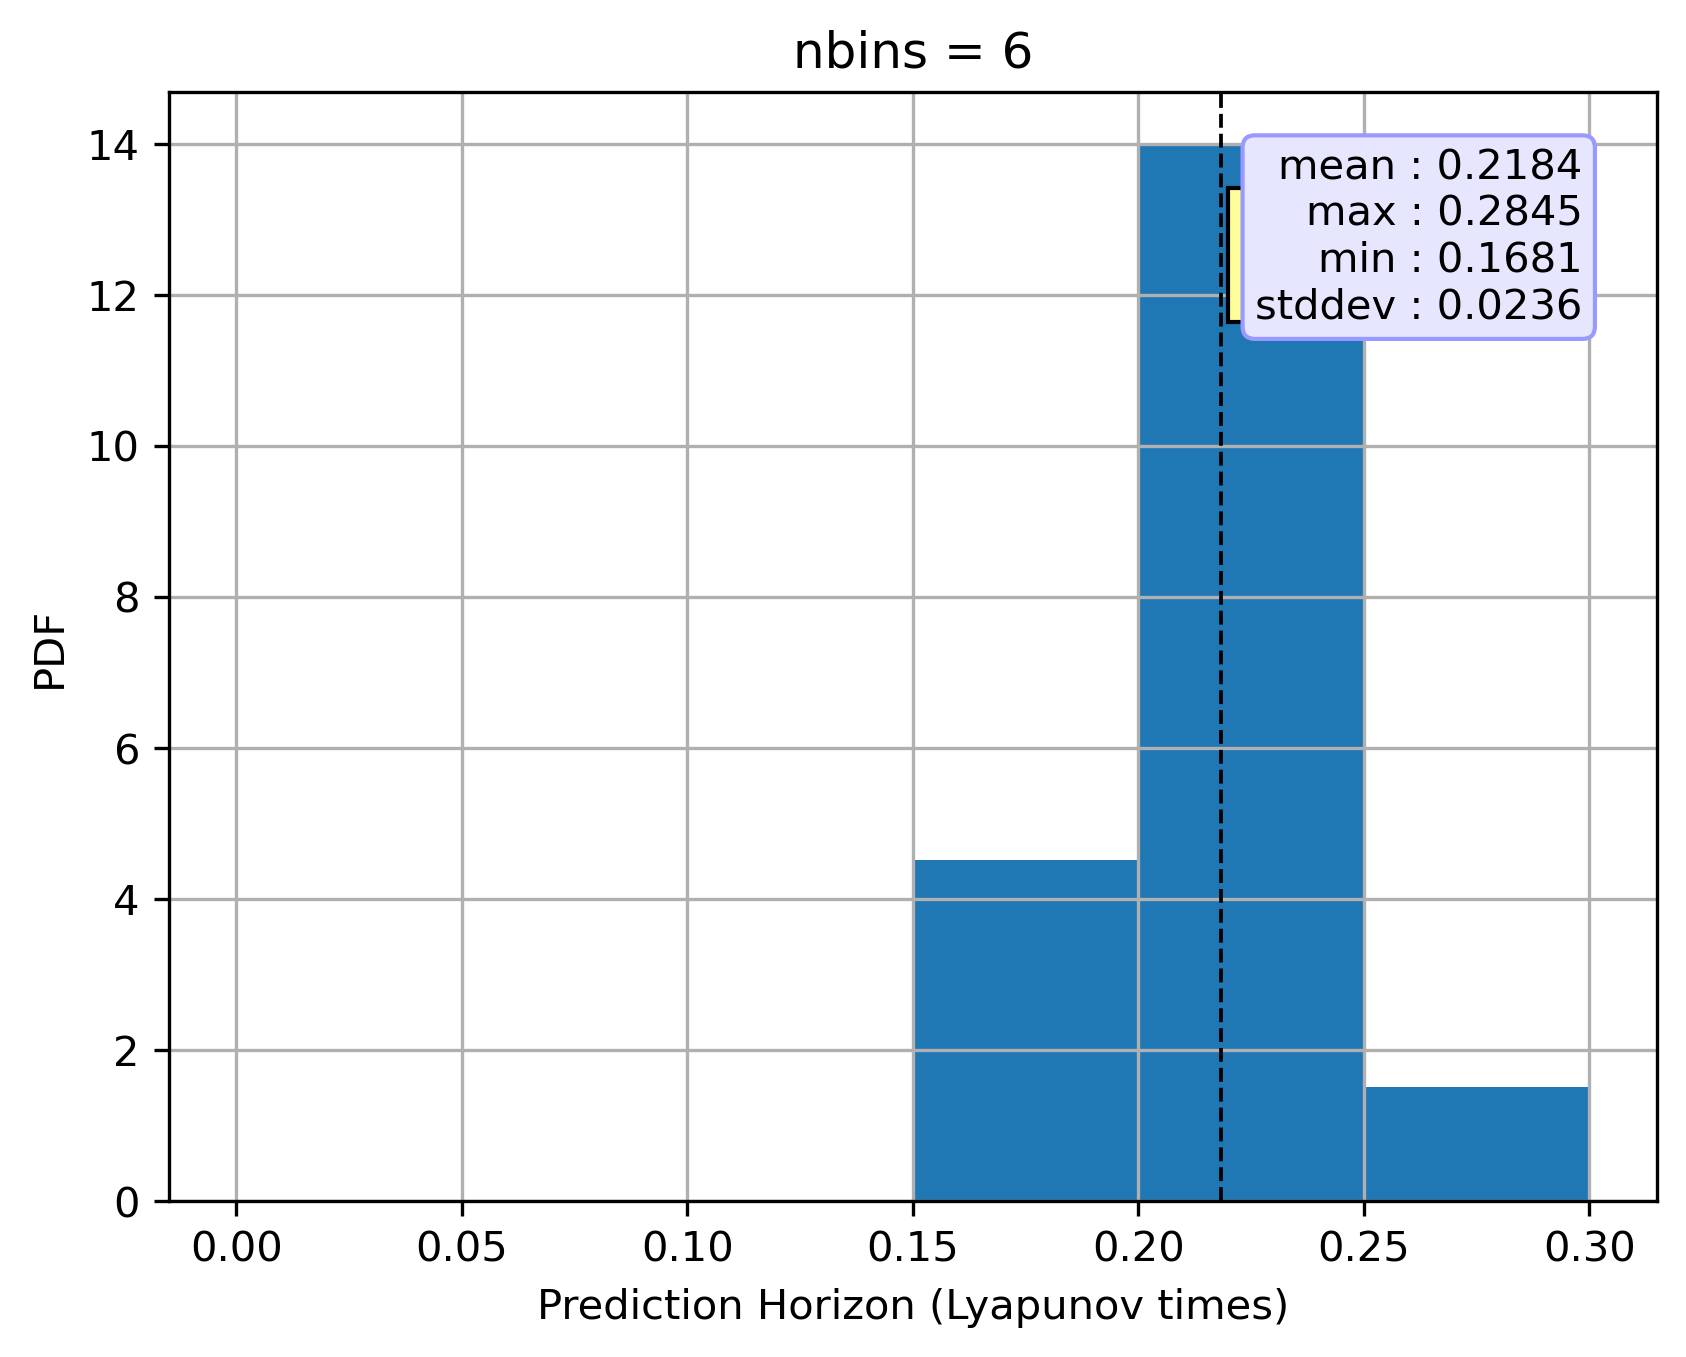 nbins = 6
14
12
10
8
6
4
2
0
PDF
mean : 0.2184
max : 0.2845
min : 0.1681
stddev : 0.0236
0.00 0.05 0.10 0.15 0.20 0.25 0.30
Prediction Horizon (Lyapunov times)